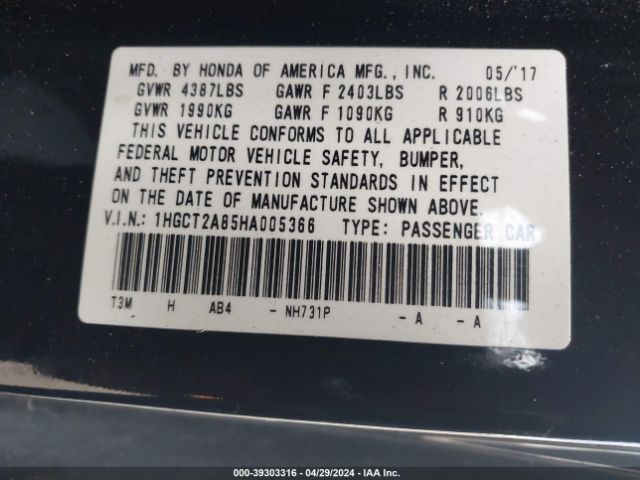 MFD. BY HONDA OF AMERICA MFG., INC. 05/'17
GVWR 4387LBS GAWR F 2403LBS R 2006LBS
GVWR 1990KG GAWR F 1090KG R 910KG
THIS VEHICLE CONFORMS TO ALL APPLICABLE
FEDERAL MOTOR VEHICLE SAFETY, BUMPER,
AND THEFT PREVENTION STANDARDS IN EFFECT
ON THE DATE OF MANUFACTURE SHOWN ABOVE.
V.I.N.: 1HGCT2A85HA005366 TYPE: PASSENGER CAR
T3M H AB4 - NH731P - A - A
000-39303316 - 04/29/2024 - IAA Inc.